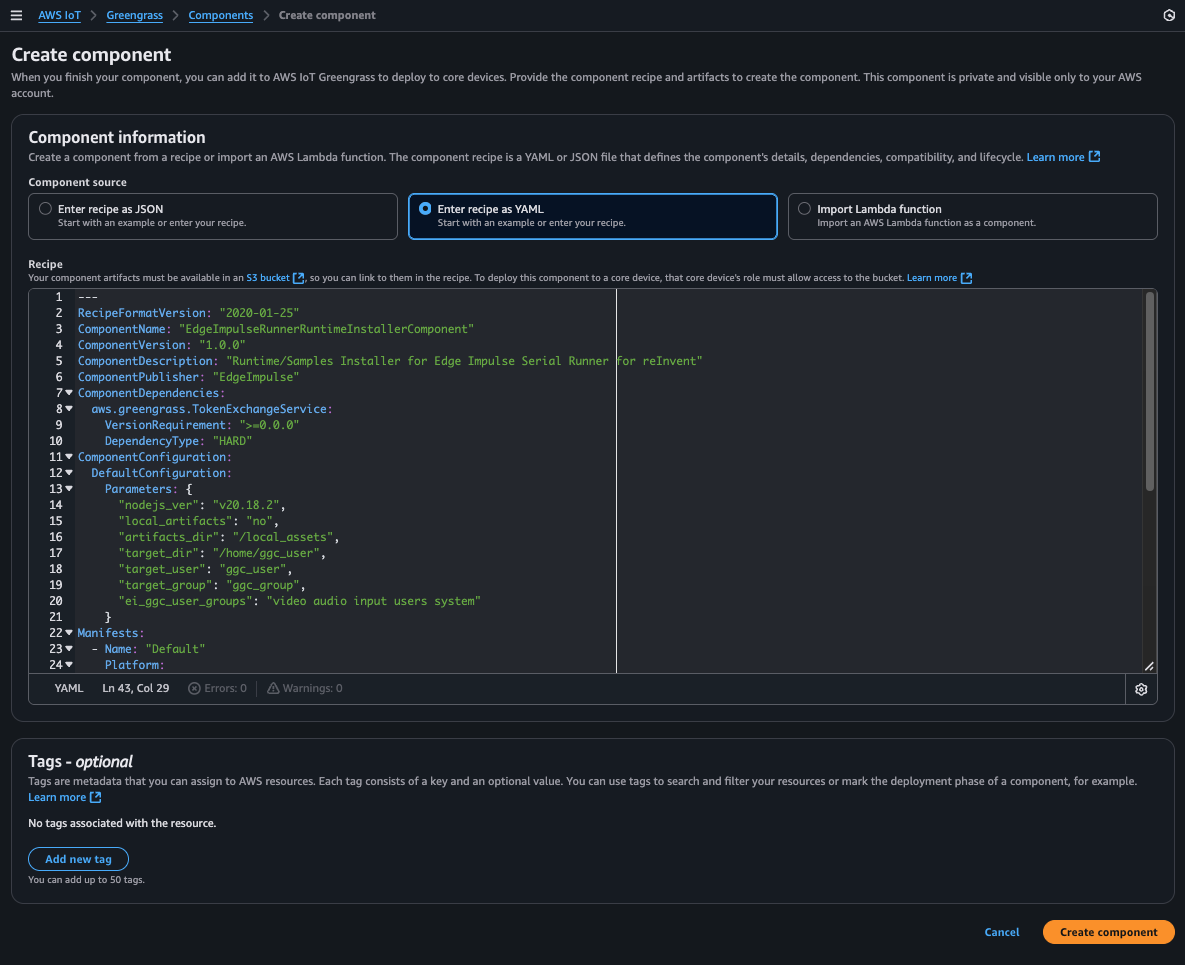 AWS IoT > Greengrass > Components > Create component
Create component
When you finish your component, you can add it to AWS IoT Greengrass to deploy to core devices. Provide the component recipe and artifacts to create the component. This component is private and visible only to your AWS
account.
Component information
Create a component from a recipe or import an AWS Lambda function. The component recipe is a YAML or JSON file that defines the component's details, dependencies, compatibility, and lifecycle. Learn more
Component source
Enter recipe as JSON
Start with an example or enter your recipe.
Enter recipe as YAML
Start with an example or enter your recipe.
Import Lambda function
Import an AWS Lambda function as a component.
Recipe
Your component artifacts must be available in an S3 bucket , so you can link to them in the recipe. To deploy this component to a core device, that core device's role must allow access to the bucket. Learn more
1 ---
2 RecipeFormatVersion: "2020-01-25"
3 ComponentName: "EdgeImpulseRunnerRuntimeInstallerComponent"
4 ComponentVersion: "1.0.0"
5 ComponentDescription: "Runtime/Samples Installer for Edge Impulse Serial Runner for reInvent"
6 ComponentPublisher: "EdgeImpulse"
7 ComponentDependencies:
8 aws.greengrass.TokenExchangeService:
9 VersionRequirement: ">=0.0.0"
10 DependencyType: "HARD"
11 ComponentConfiguration:
12 DefaultConfiguration:
13 Parameters: {
14 "nodejs_ver": "v20.18.2",
15 "local_artifacts": "no",
16 "artifacts_dir": "/local_assets",
17 "target_dir": "/home/ggc_user",
18 "target_user": "ggc_user",
19 "target_group": "ggc_group",
20 "ei_ggc_user_groups": "video audio input users system"
21 }
22 Manifests:
23 - Name: "Default"
24 Platform:
YAML Ln 43, Col 29 Errors: 0 Warnings: 0
Tags - optional
Tags are metadata that you can assign to AWS resources. Each tag consists of a key and an optional value. You can use tags to search and filter your resources or mark the deployment phase of a component, for example.
Learn more
No tags associated with the resource.
Add new tag
You can add up to 50 tags.
Cancel Create component